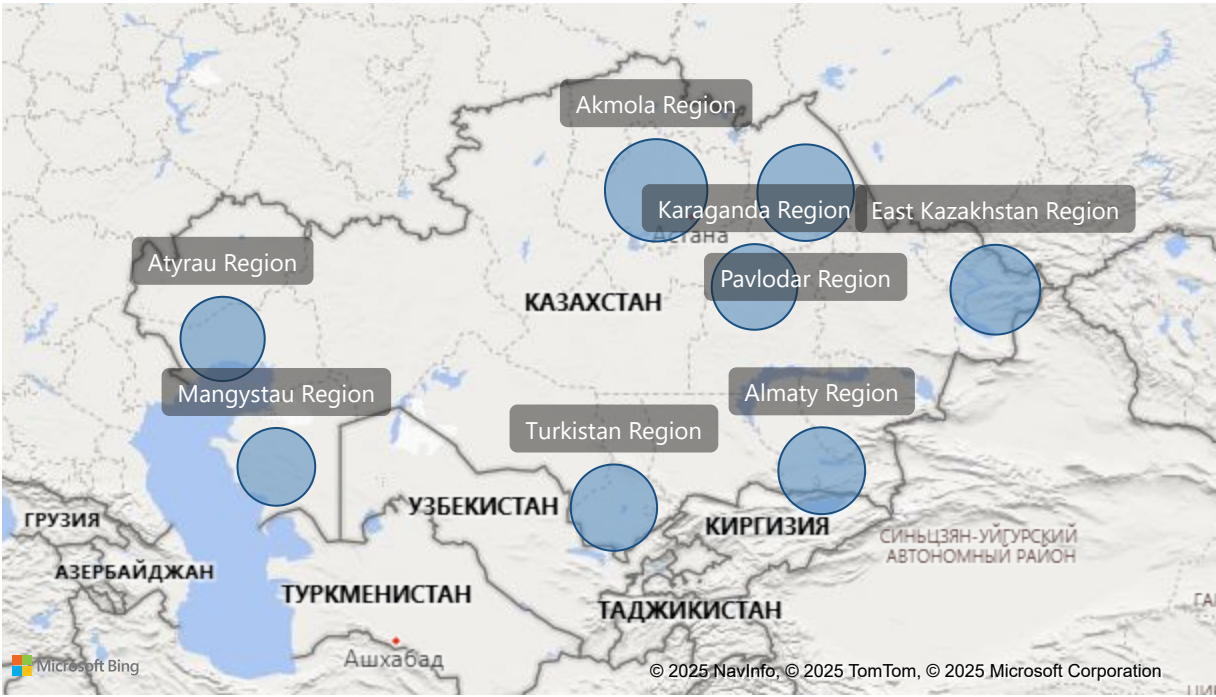 Akmola Region
Karaganda Region
East Kazakhstan Region
Астана
Atyrau Region
Pavlodar Region
КАЗАХСТАН
Mangystau Region
Almaty Region
Turkistan Region
УЗБЕКИСТАН
ГРУЗИЯ
КИРГИЗИЯ
СИНЬЦЗЯН-УЙГУРСКИЙ
АВТОНОМНЫЙ РАЙОН
АЗЕРБАЙДЖАН
ТУРКМЕНИСТАН
ТАДЖИКИСТАН
Ашхабад
Microsoft Bing
© 2025 NavInfo, © 2025 TomTom, © 2025 Microsoft Corporation